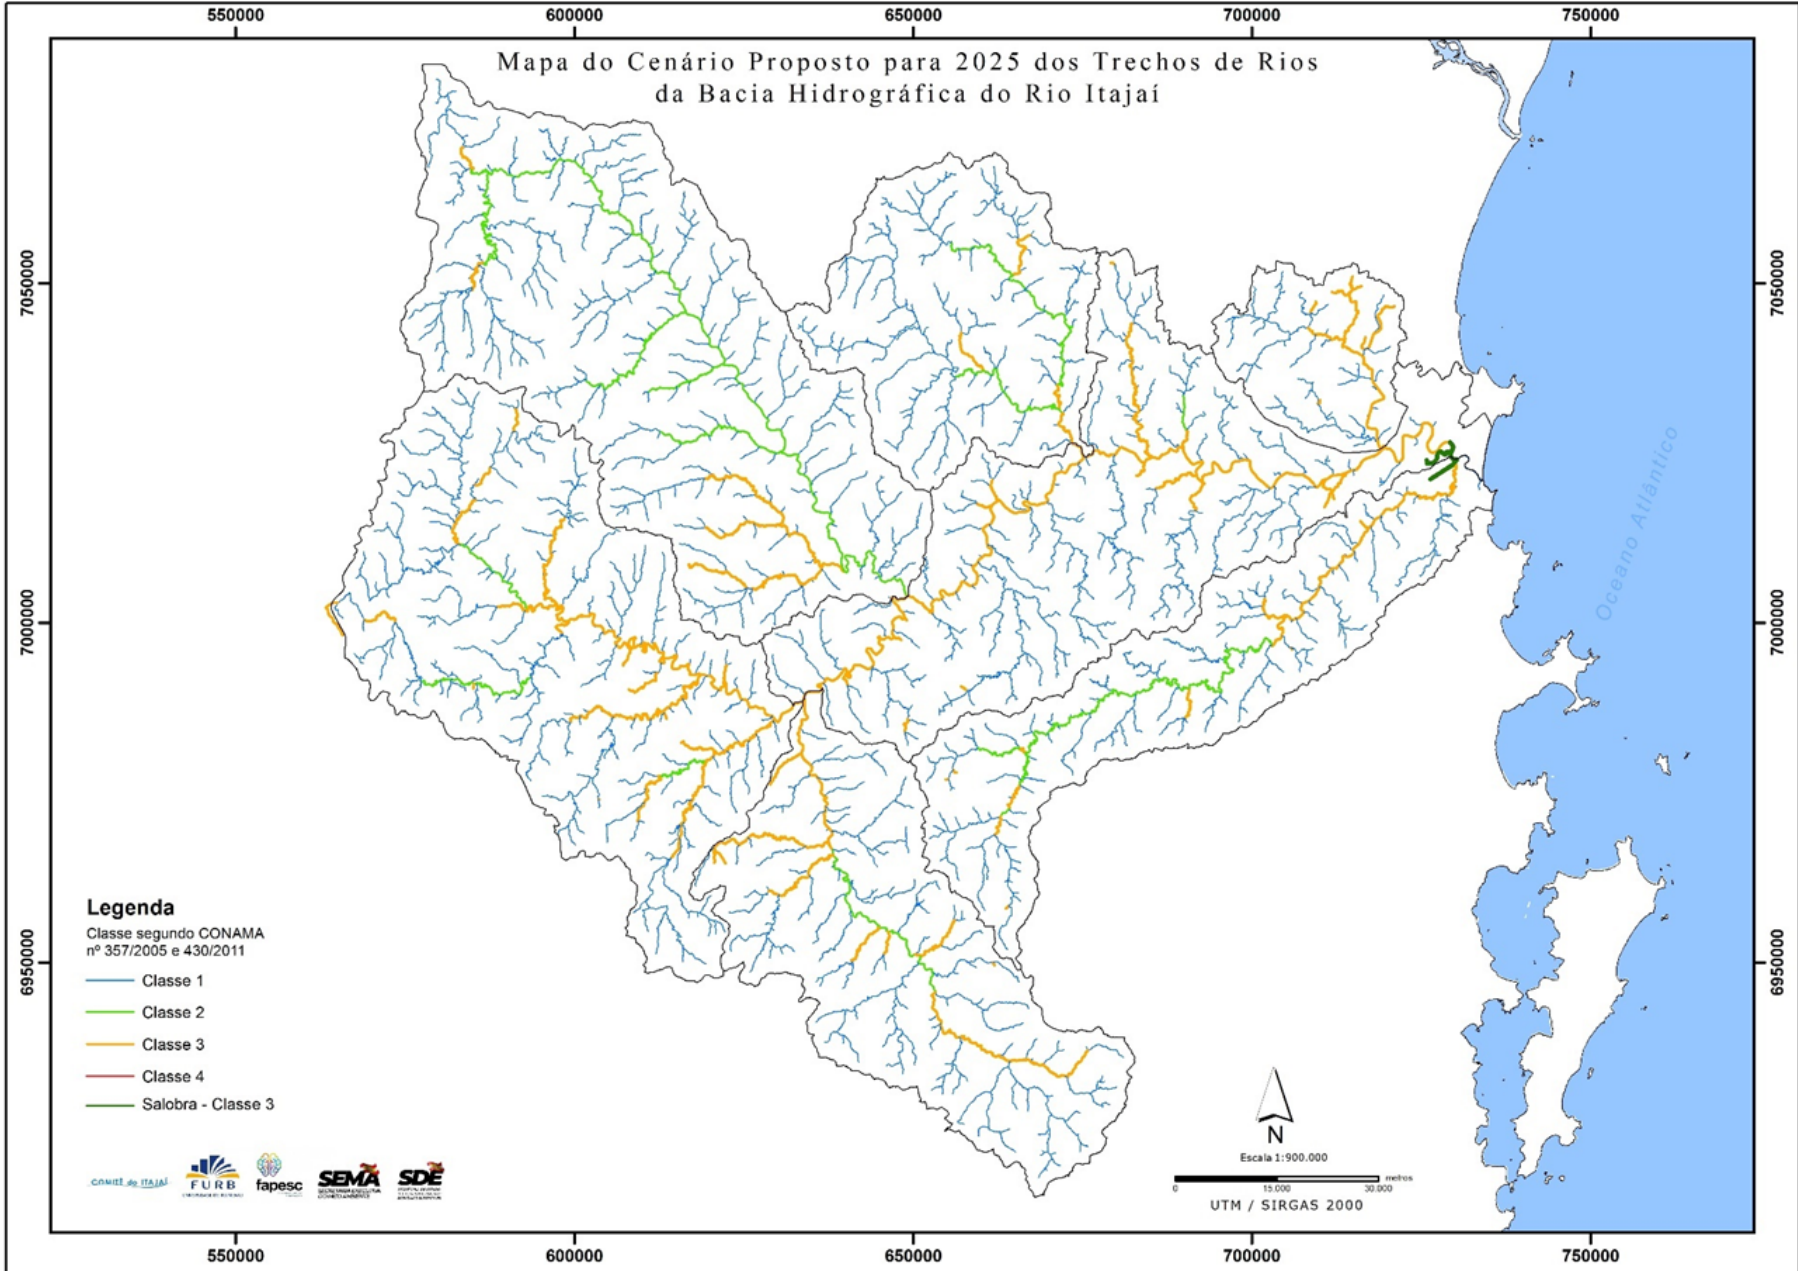 550000 600000 650000 700000 750000
Mapa do Cenário Proposto para 2025 dos Trechos de Rios
da Bacia Hidrográfica do Rio Itajaí
7050000 7050000
Oceano Atlântico
7000000 7000000
6950000 6950000
Legenda
Classe segundo CONAMA
nº 357/2005 e 430/2011
Classe 1
Classe 2
Classe 3
Classe 4
Salobra - Classe 3
N
Escala 1:900.000
0 15.000 30.000 metros
UTM / SIRGAS 2000
COMITÊ do ITAJAÍ
FURB
fapesc
SEMA
SDE
550000 600000 650000 700000 750000